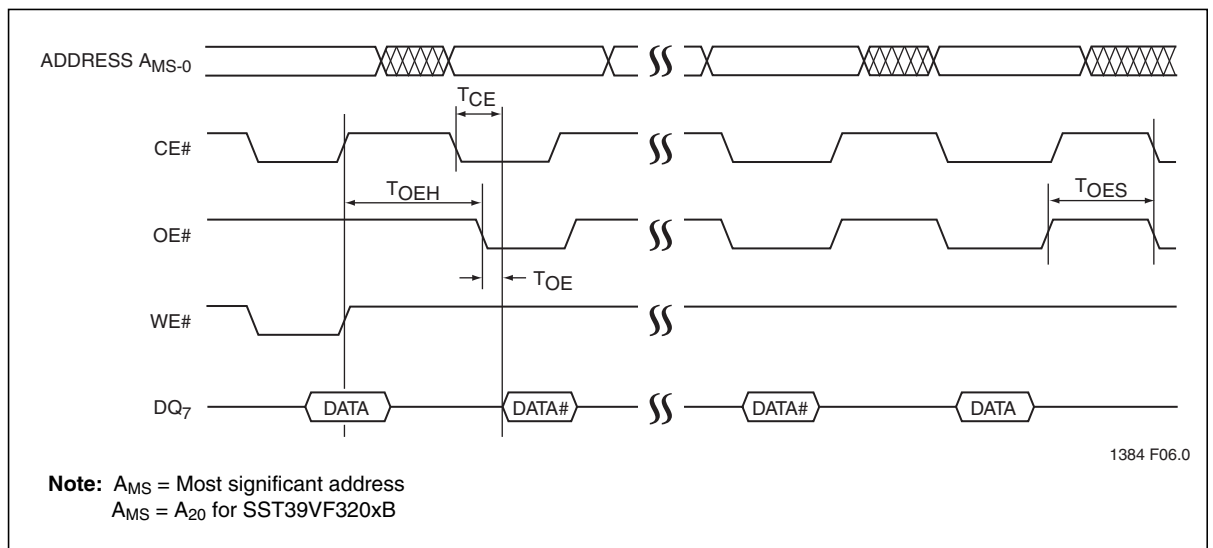 ADDRESS AMS-0
TCE
CE#
TOEH
TOES
OE#
TOE
WE#
DQ7
DATA
DATA#
DATA#
DATA
1384 F06.0
Note: AMS = Most significant address
AMS = A20 for SST39VF320xB